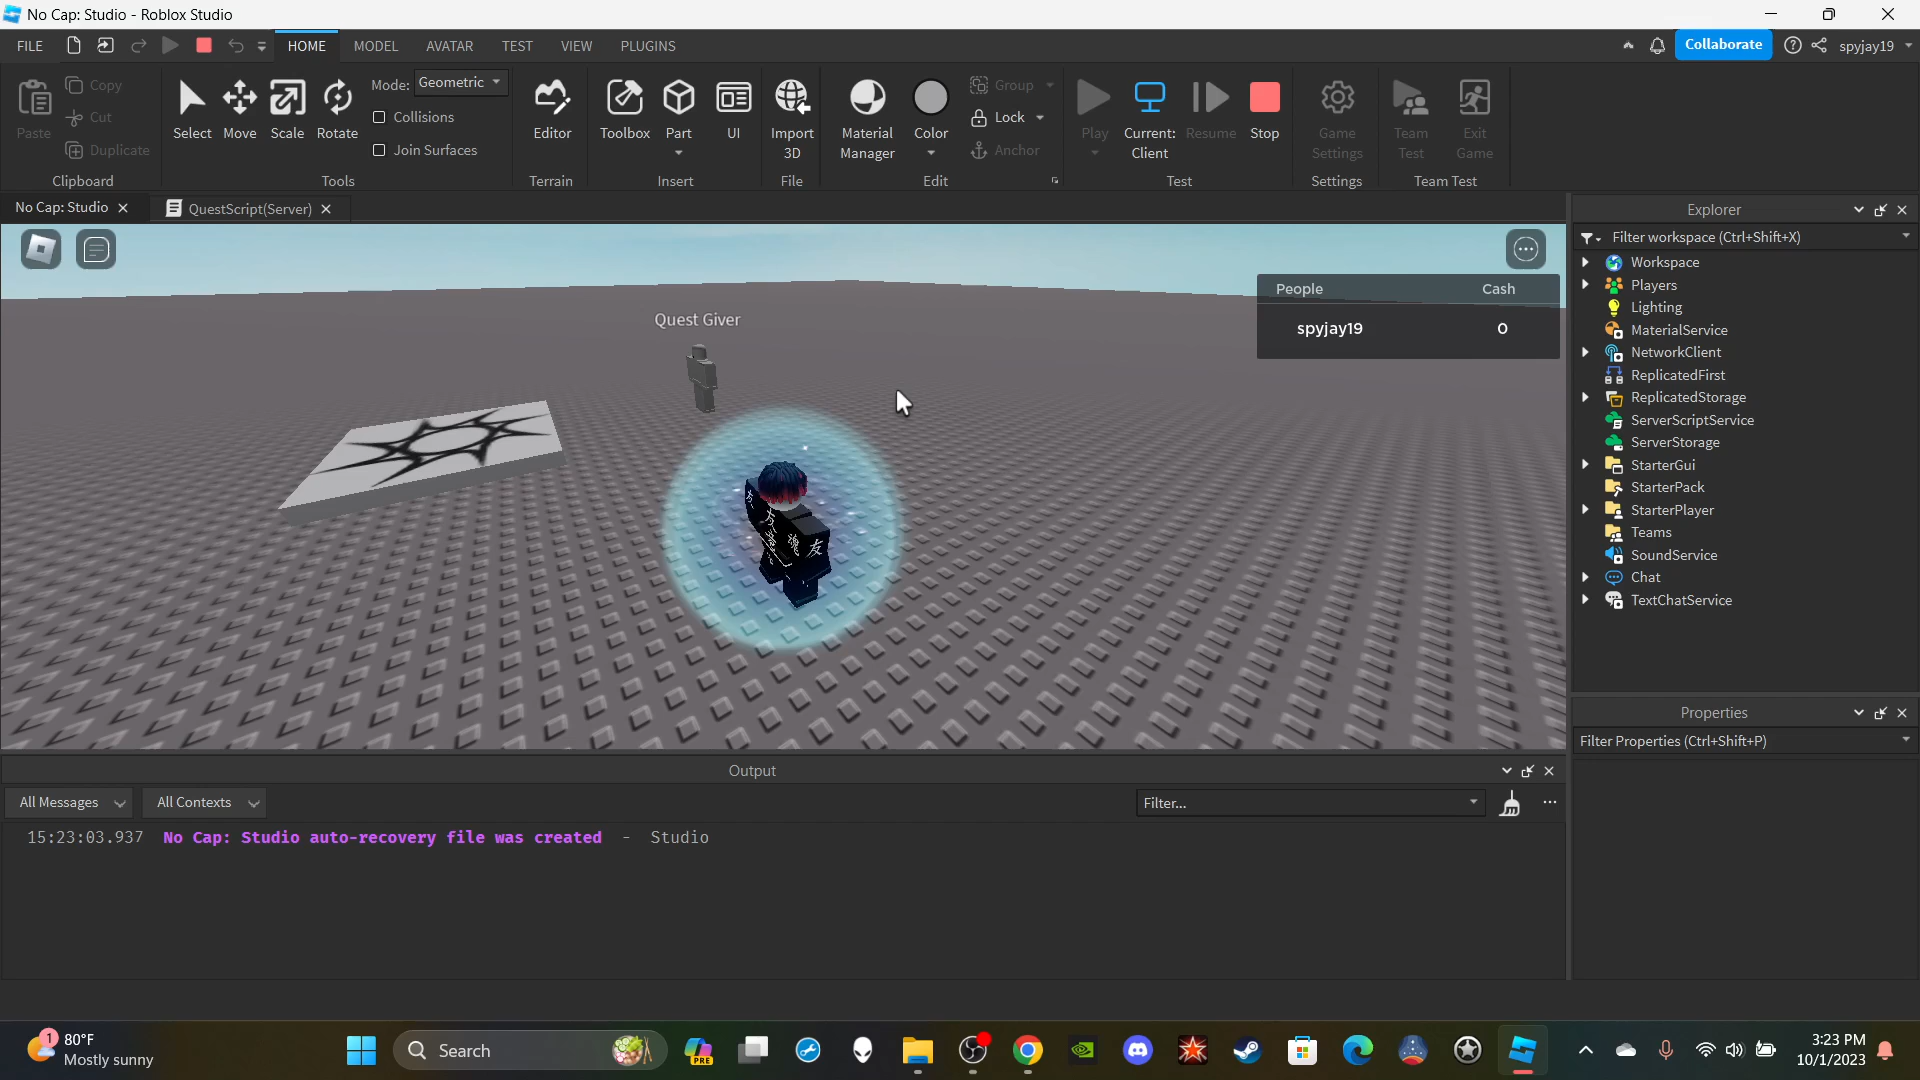 No Cap: Studio - Roblox Studio
FILE
HOME
MODEL
AVATAR
TEST
VIEW
PLUGINS
Collaborate
spyjay19
Paste
Copy
Cut
Duplicate
Clipboard
Select
Move
Scale
Rotate
Mode:
Geometric
Collisions
Join Surfaces
Tools
Editor
Terrain
Toolbox
Part
UI
Insert
Import
3D
File
Material
Manager
Color
Group
Lock
Anchor
Edit
Play
Current:
Client
Resume
Stop
Test
Game
Settings
Settings
Team
Test
Exit
Game
Team Test
No Cap: Studio
QuestScript(Server)
Quest Giver
People Cash
spyjay19 0
友
Explorer
Filter workspace (Ctrl+Shift+X)
Workspace
Players
Lighting
MaterialService
NetworkClient
ReplicatedFirst
ReplicatedStorage
ServerScriptService
ServerStorage
StarterGui
StarterPack
StarterPlayer
Teams
SoundService
Chat
TextChatService
Properties
Filter Properties (Ctrl+Shift+P)
Output
All Messages
All Contexts
Filter...
15:23:03.937 No Cap: Studio auto-recovery file was created - Studio
1
80°F
Mostly sunny
Search
PRE
3:23 PM
10/1/2023